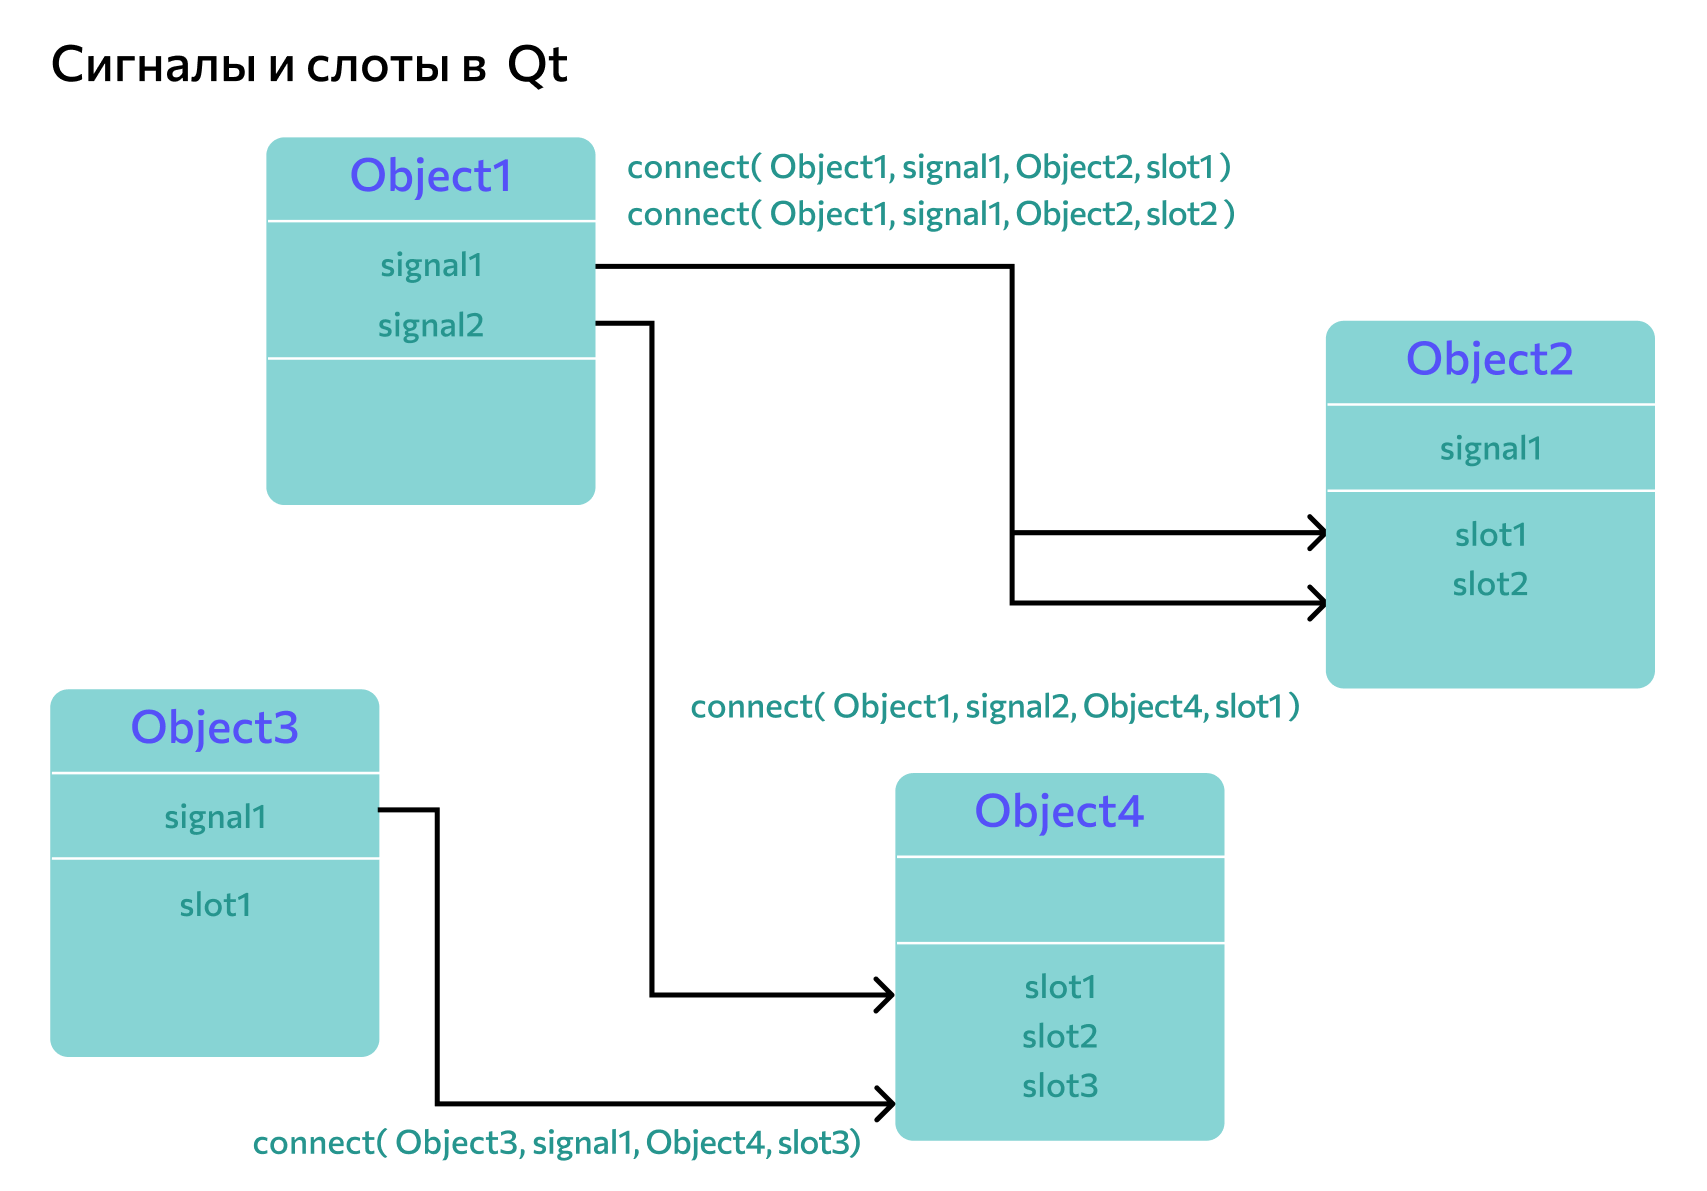 Сигналы и слоты в Qt
Object1
signal1
signal2
connect( Object1, signal1, Object2, slot1 )
connect( Object1, signal1, Object2, slot2 )
Object2
signal1
slot1
slot2
connect( Object1, signal2, Object4, slot1 )
Object3
signal1
slot1
Object4
slot1
slot2
slot3
connect( Object3, signal1, Object4, slot3)